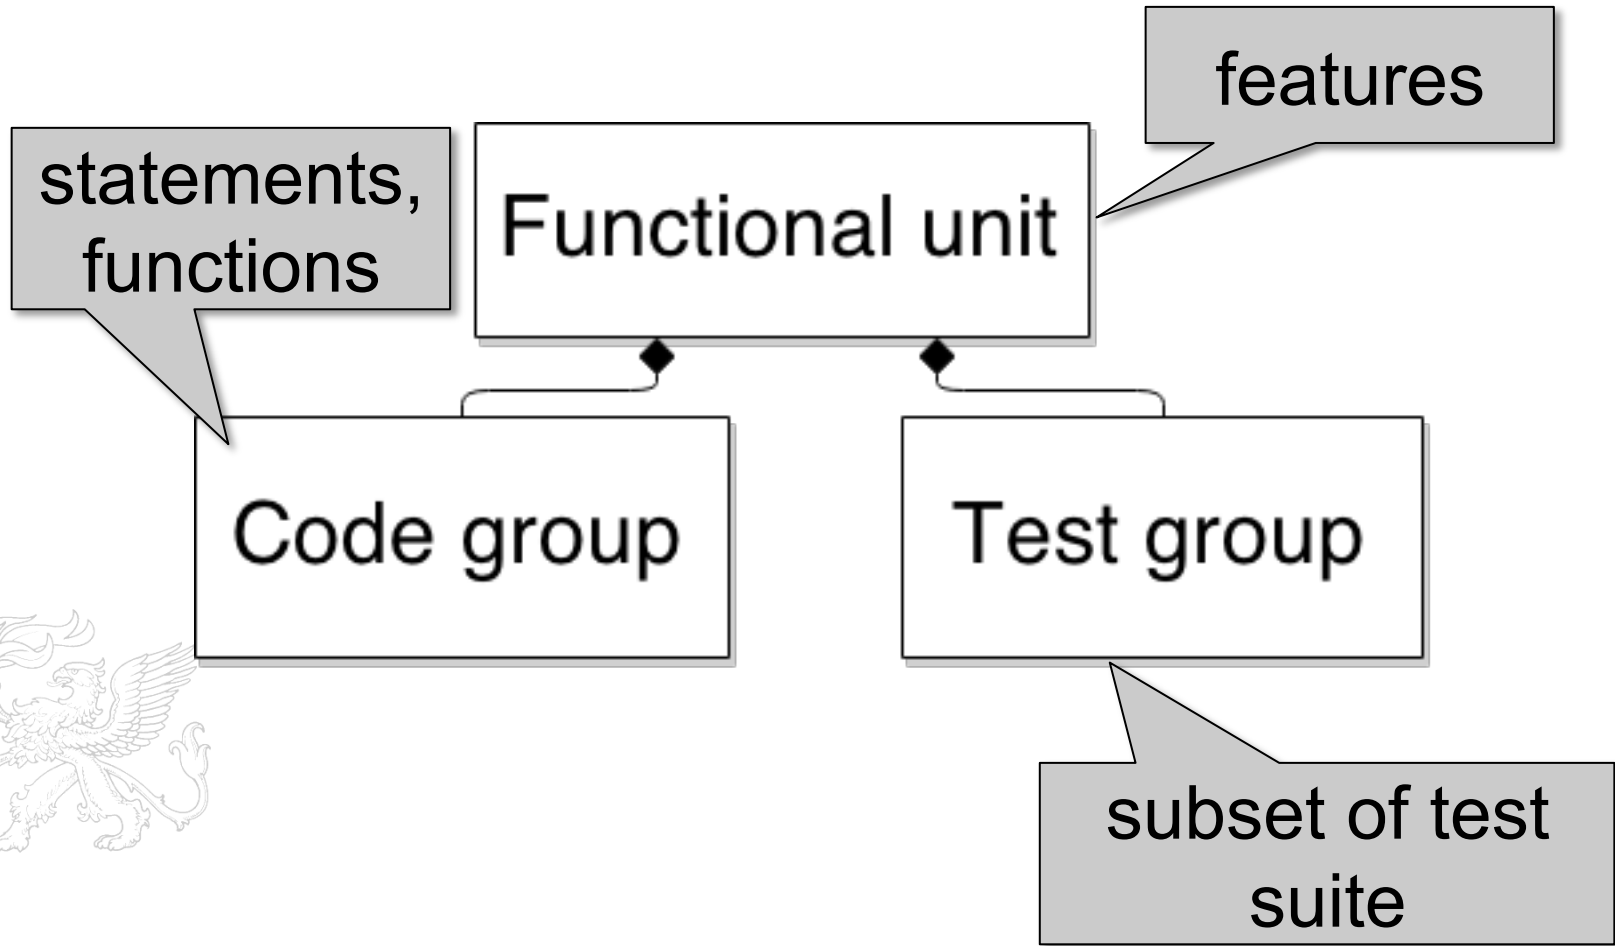 features
statements,
functions
Functional unit
Code group
Test group
subset of test
suite